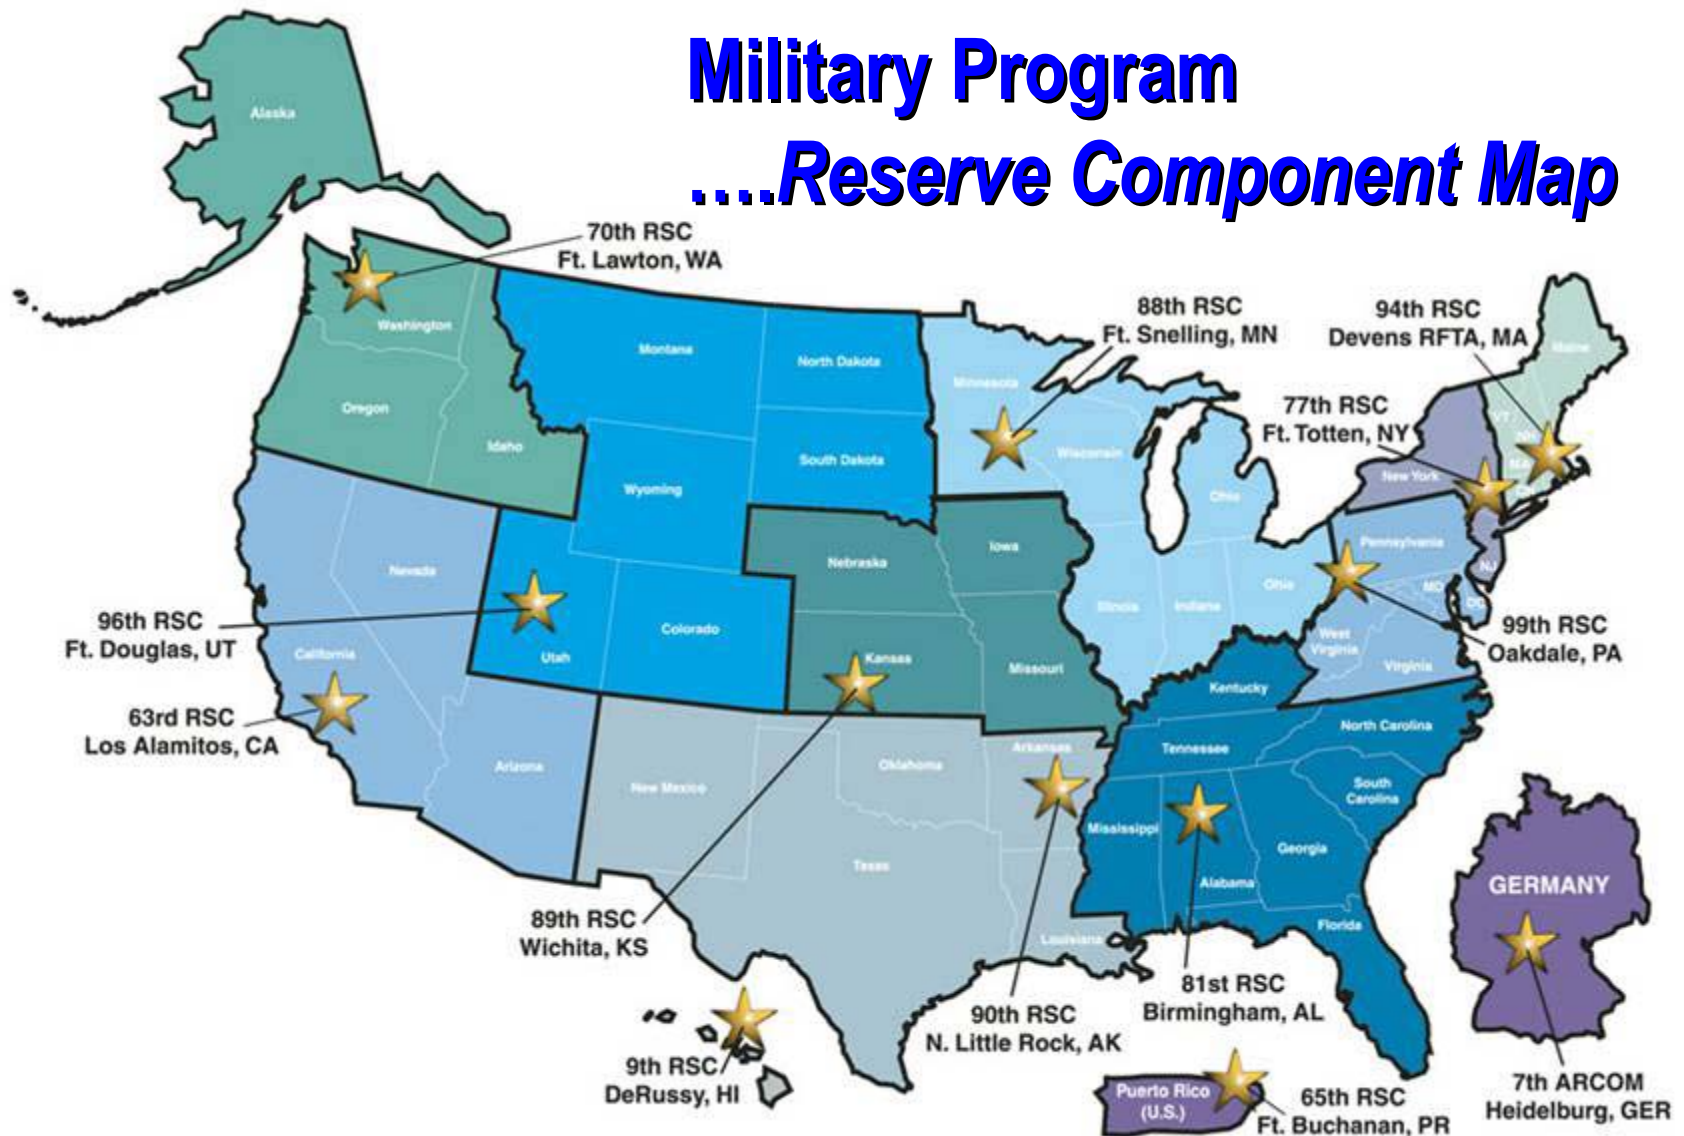 Military Program
....Reserve Component Map
Alaska
70th RSC
Ft. Lawton, WA
88th RSC
Ft. Snelling, MN
94th RSC
Devens RFTA, MA
77th RSC
Ft. Totten, NY
Washington
Montana
North Dakota
Minnesota
Maine
Oregon
Idaho
South Dakota
Wisconsin
VT
NH
MA
New York
Wyoming
Ohio
Pennsylvania
Iowa
Nebraska
Nevada
NJ
MD
DC
Illinois
Indiana
Ohio
96th RSC
Ft. Douglas, UT
Colorado
99th RSC
Oakdale, PA
California
Utah
Kansas
Missouri
West
Virginia
Virginia
Kentucky
63rd RSC
Los Alamitos, CA
North Carolina
Tennessee
Arkansas
Arizona
New Mexico
Oklahoma
South
Carolina
Mississippi
Georgia
Texas
Alabama
GERMANY
Florida
Louisiana
89th RSC
Wichita, KS
81st RSC
Birmingham, AL
90th RSC
N. Little Rock, AK
9th RSC
DeRussy, HI
Puerto Rico
(U.S.)
65th RSC
Ft. Buchanan, PR
7th ARCOM
Heidelburg, GER